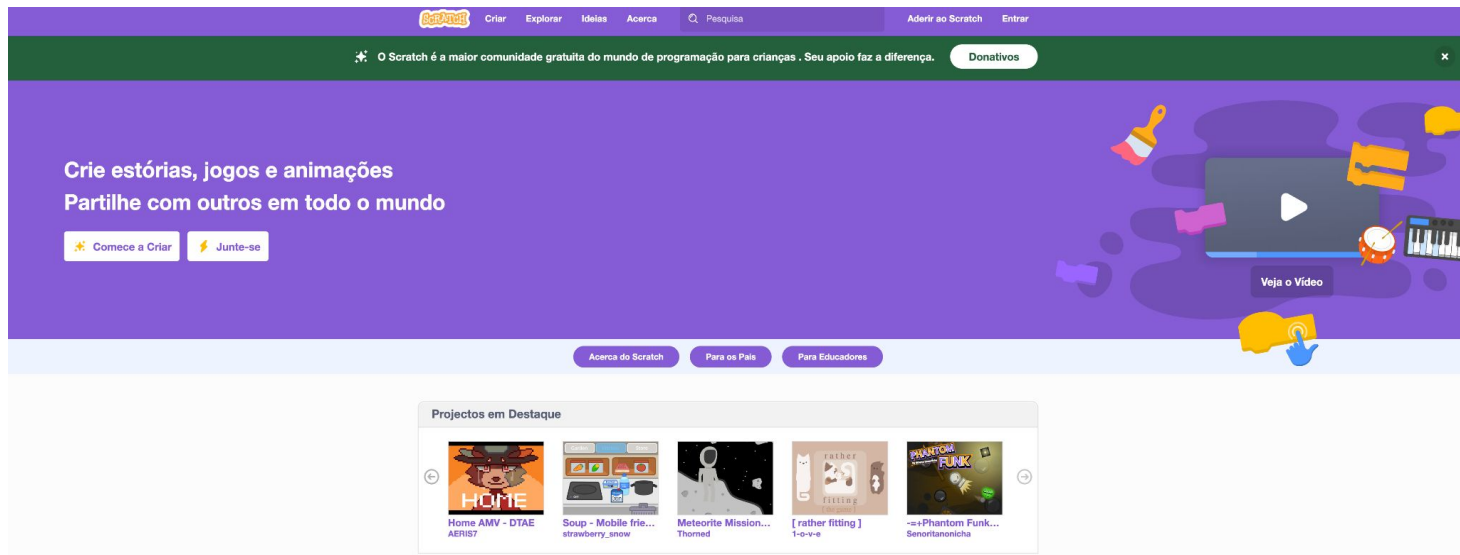 SCRATCH Criar Explorar Ideias Acerca Pesquisa Aderir ao Scratch Entrar
O Scratch é a maior comunidade gratuita do mundo de programação para crianças . Seu apoio faz a diferença. Donativos
Crie estórias, jogos e animações
Partilhe com outros em todo o mundo
Comece a Criar Junte-se
Veja o Vídeo
Acerca do Scratch Para os Pais Para Educadores
Projectos em Destaque
rather
PHANTOM
FUNK
HOME
fitting
Home AMV - DTAE Soup - Mobile frie... Meteorite Mission... [ rather fitting ] -=+Phantom Funk...
AERIS7 strawberry_snow Thorned 1-o-v-e Senoritanonicha